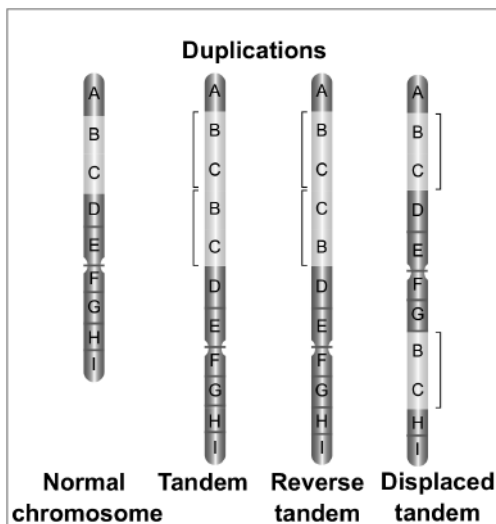 Duplications
A
B
C
D
E
F
G
H
I
A
B
C
B
C
D
E
F
G
H
I
A
B
C
C
B
D
E
F
G
H
I
A
B
C
D
E
F
G
B
C
H
I
Normal
chromosome
Tandem
Reverse
tandem
Displaced
tandem